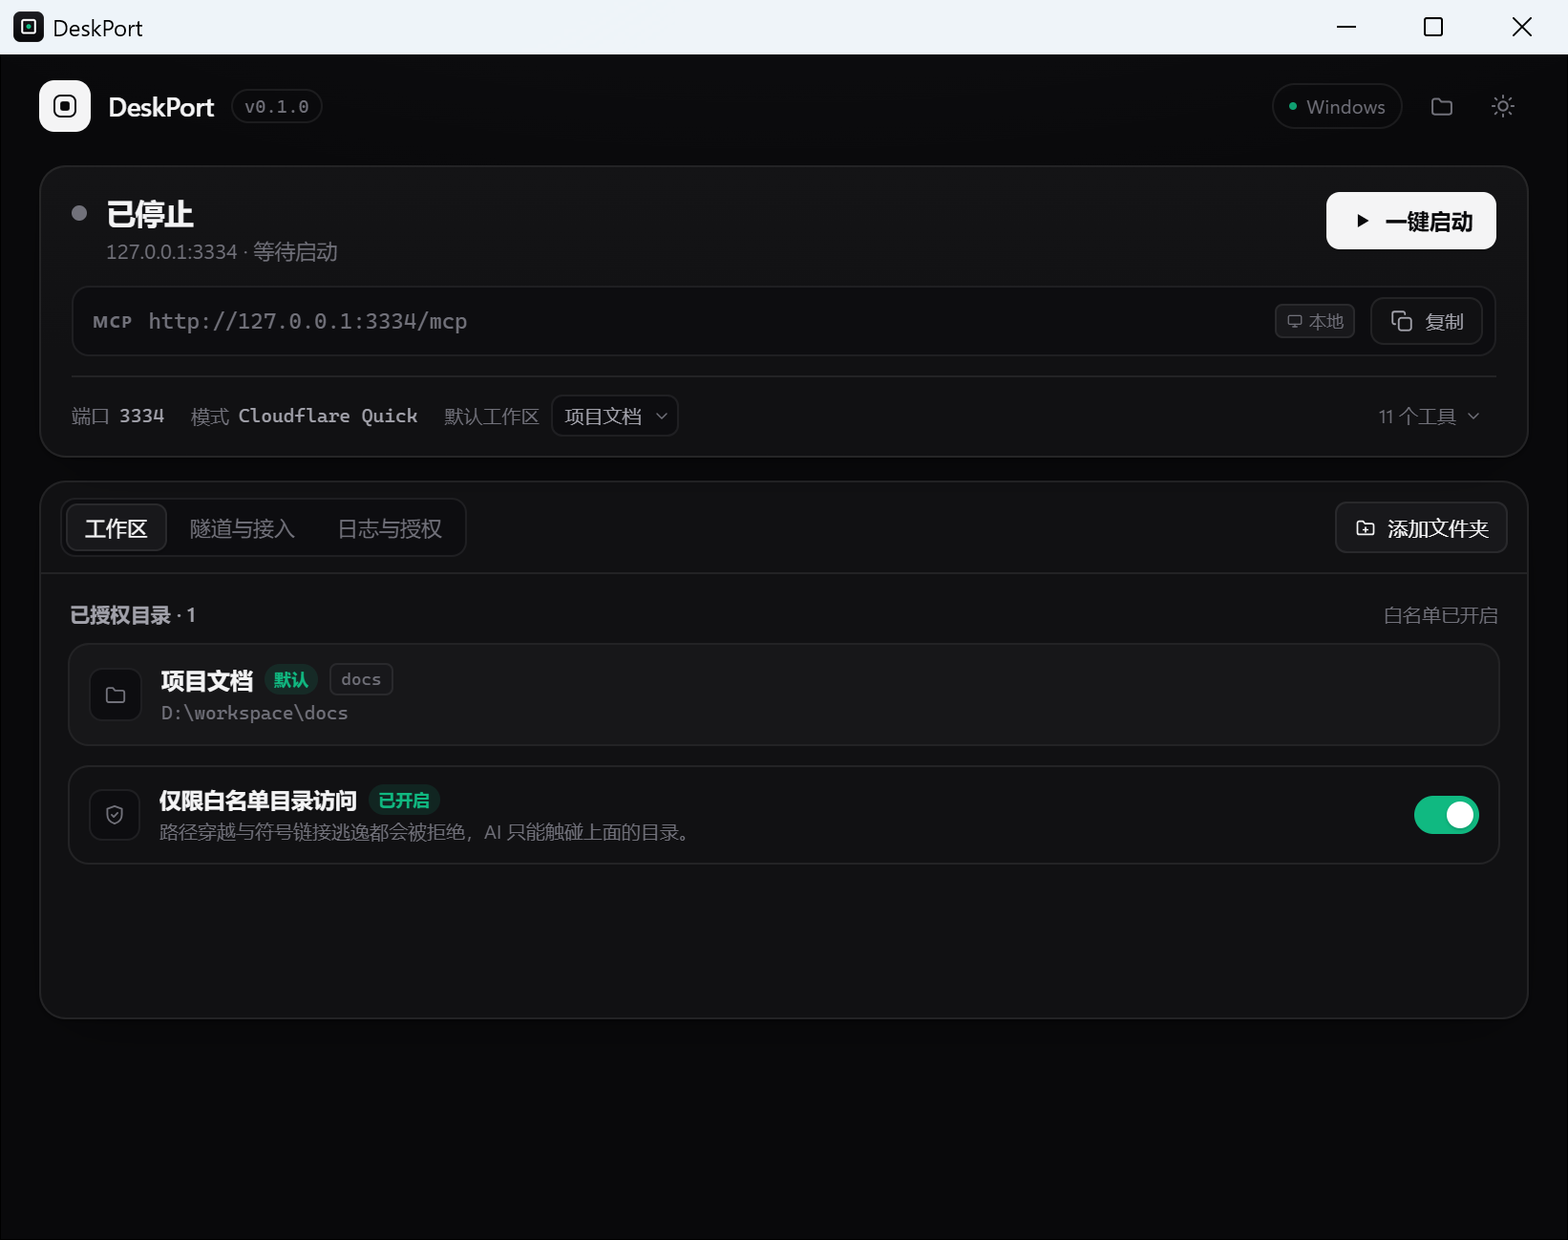 DeskPort
DeskPort v0.1.0
Windows
已停止
127.0.0.1:3334 · 等待启动
一键启动
MCP http://127.0.0.1:3334/mcp
本地
复制
端口 3334 模式 Cloudflare Quick 默认工作区 项目文档
11 个工具
工作区 隧道与接入 日志与授权
添加文件夹
已授权目录 · 1
白名单已开启
项目文档 默认 docs
D:\workspace\docs
仅限白名单目录访问 已开启
路径穿越与符号链接逃逸都会被拒绝，AI 只能触碰上面的目录。